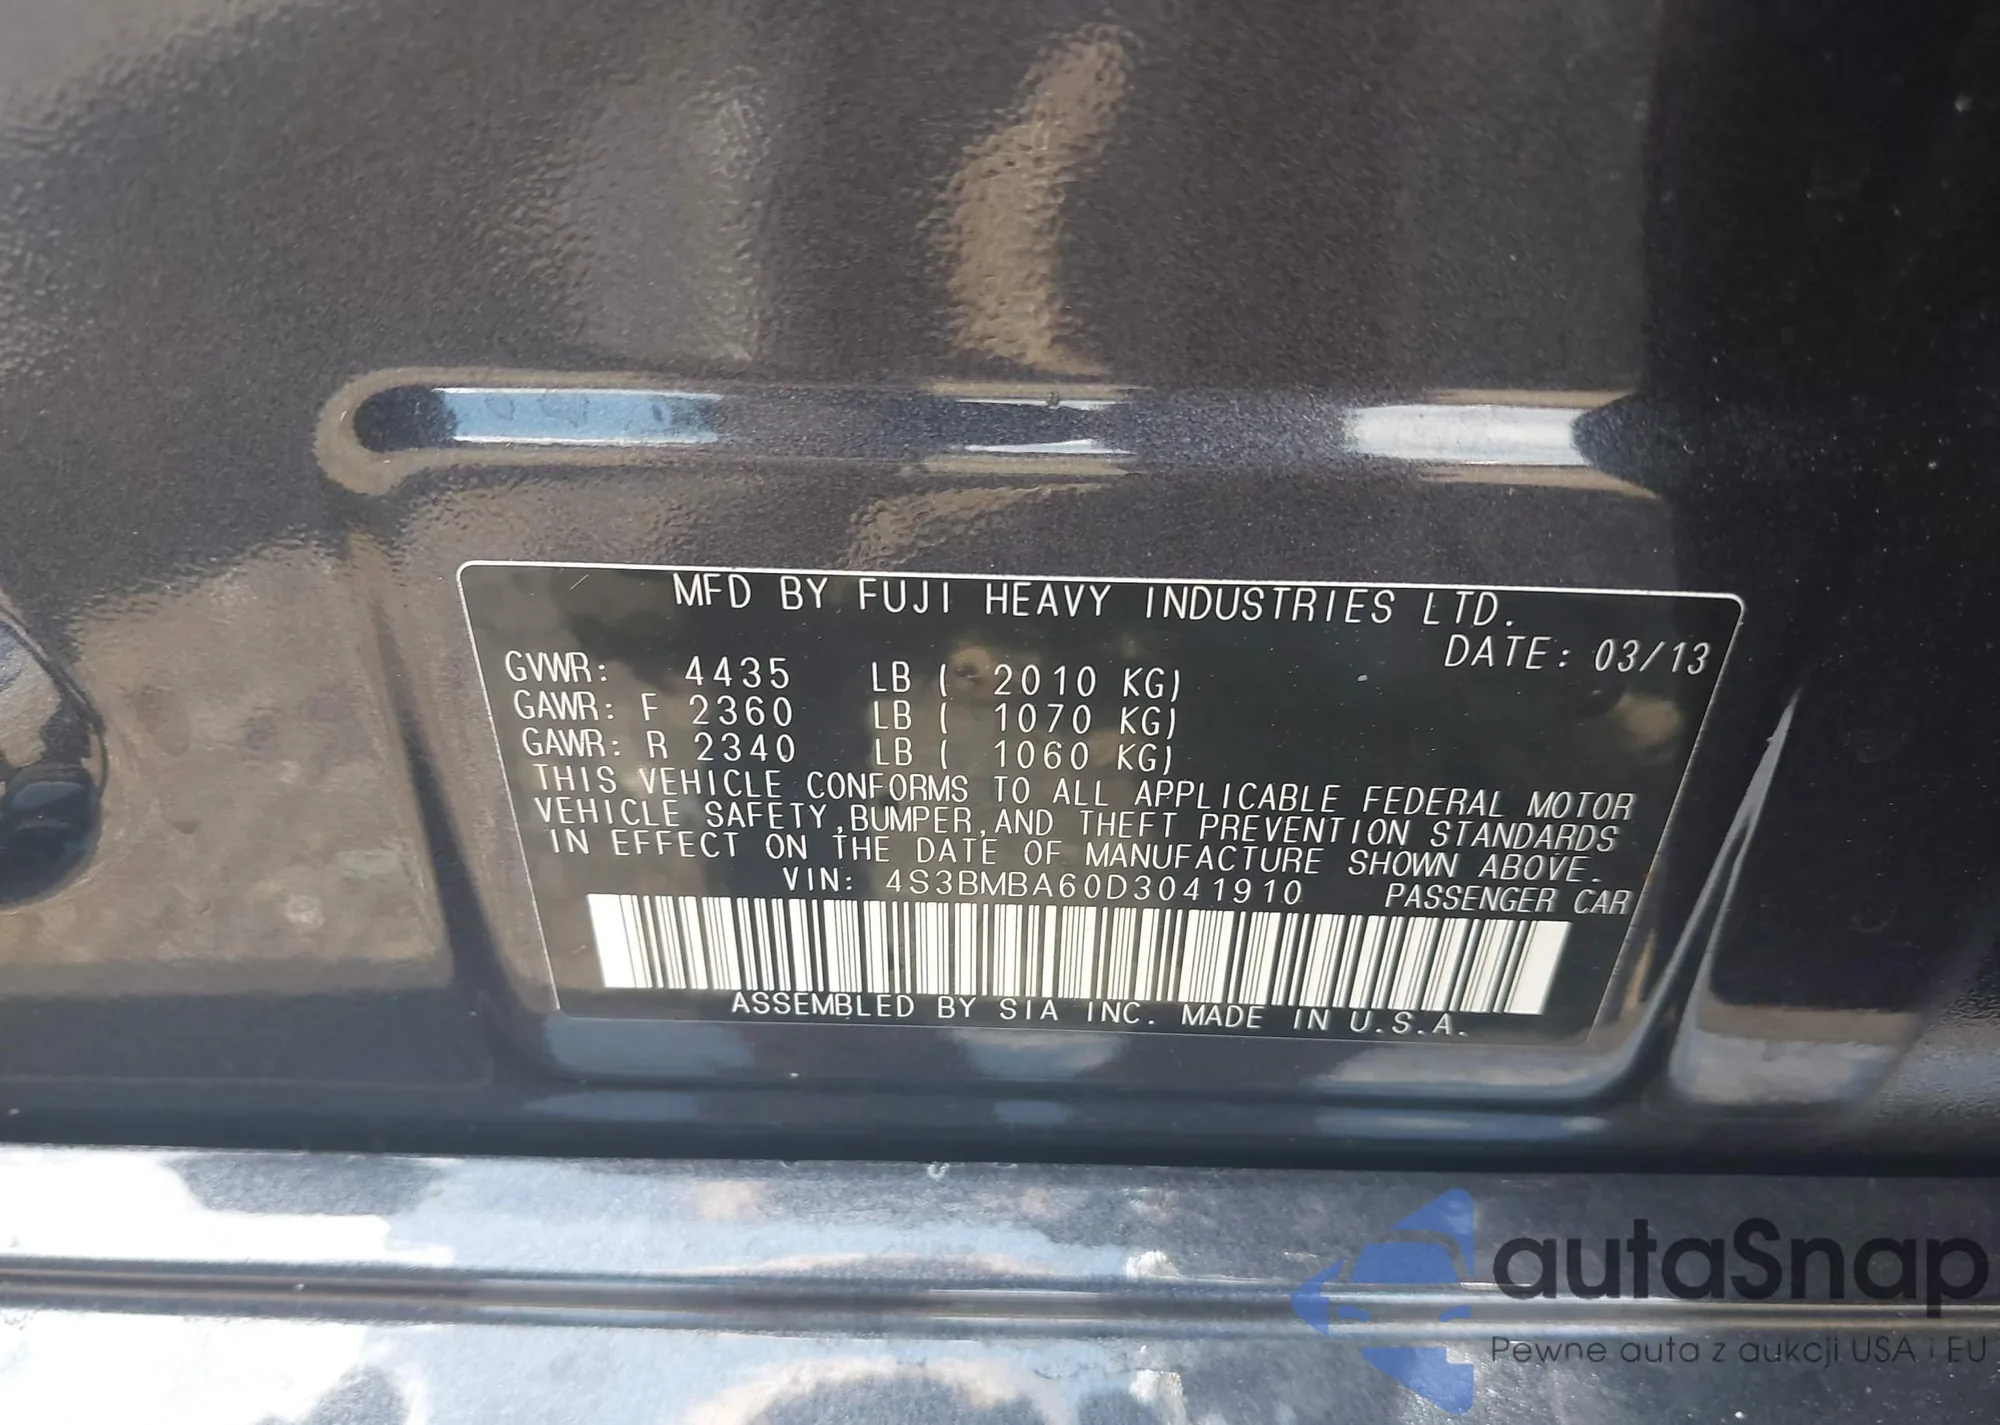 MFD BY FUJI HEAVY INDUSTRIES LTD.
DATE: 03/13
GVWR: 4435 LB ( 2010 KG)
GAWR: F 2360 LB ( 1070 KG)
GAWR: R 2340 LB ( 1060 KG)
THIS VEHICLE CONFORMS TO ALL APPLICABLE FEDERAL MOTOR
VEHICLE SAFETY,BUMPER,AND THEFT PREVENTION STANDARDS
IN EFFECT ON THE DATE OF MANUFACTURE SHOWN ABOVE.
VIN: 4S3BMBA60D3041910 PASSENGER CAR
ASSEMBLED BY SIA INC. MADE IN U.S.A.
autaSnap
Pewne auta z aukcji USA i EU